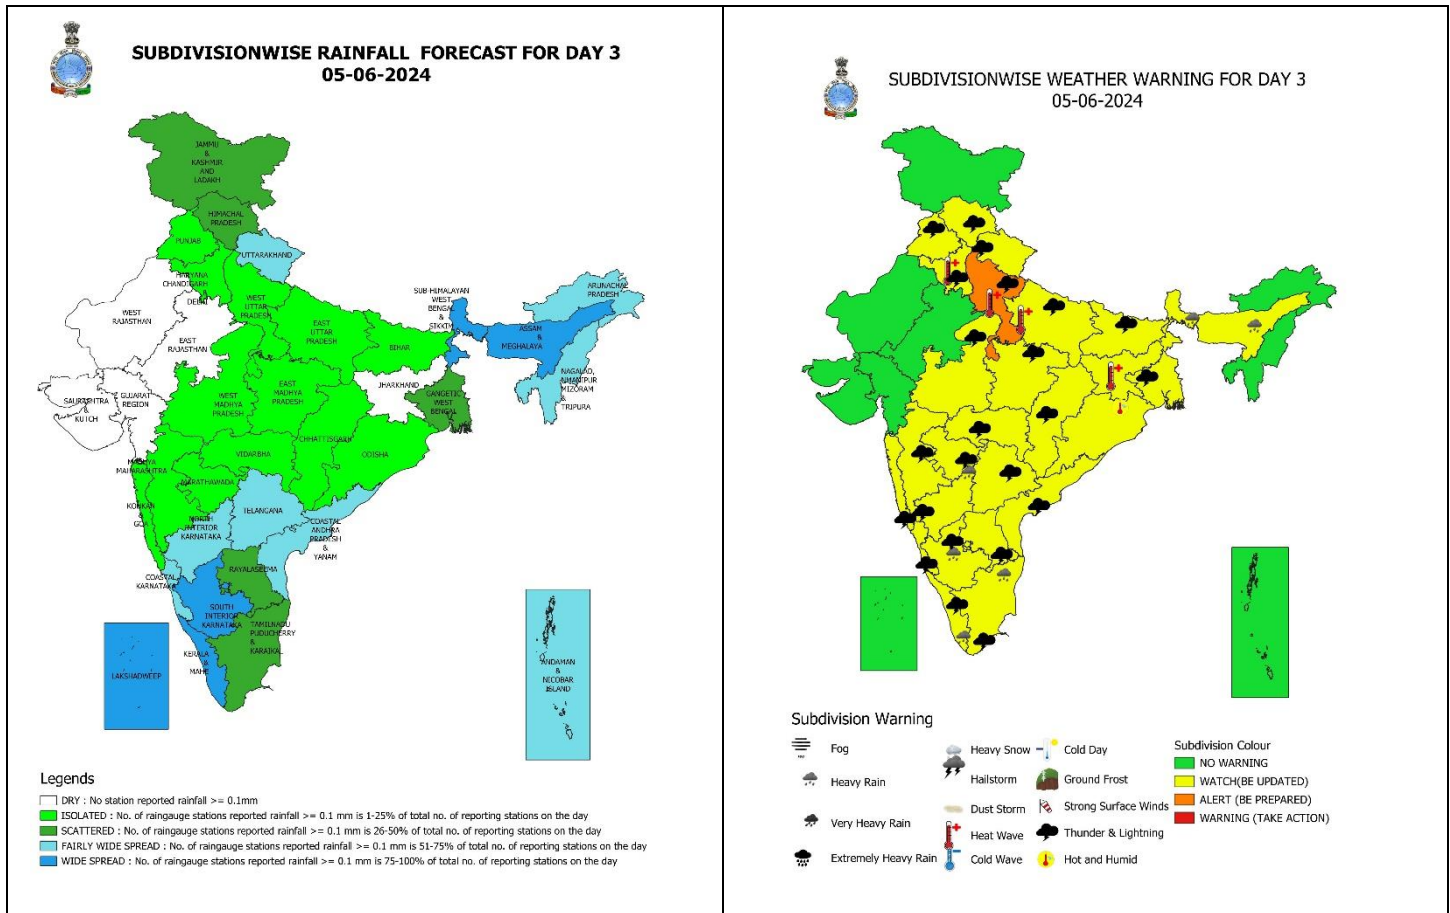 SUBDIVISIONWISE RAINFALL FORECAST FOR DAY 3
05-06-2024
JAMMU
&
KASHMIR
AND
LADAKH
HIMACHAL
PRADESH
PUNJAB
UTTARAKHAND
HARYANA
CHANDIGARH
&
DELHI
WEST
UTTAR
PRADESH
WEST
RAJASTHAN
EAST
RAJASTHAN
EAST
UTTAR
PRADESH
BIHAR
SUB-HIMALAYAN
WEST
BENGAL
&
SIKKIM
ARUNACHAL
PRADESH
ASSAM
&
MEGHALAYA
NAGALAD,
MANIPUR
MIZORAM
&
TRIPURA
JHARKHAND
GANGETIC
WEST
BENGAL
SAURASHTRA
&
KUTCH
GUJARAT
REGION
WEST
MADHYA
PRADESH
EAST
MADHYA
PRADESH
CHHATTISGARH
ODISHA
VIDARBHA
MADHYA
MAHARASHTRA
MARATHAWADA
KONKAN
&
GOA
NORTH
INTERIOR
KARNATAKA
TELANGANA
COASTAL
ANDHRA
PRADESH
&
YANAM
RAYALASEEMA
COASTAL
KARNATAKA
SOUTH
INTERIOR
KARNATAKA
TAMILNADU
PUDUCHERRY
&
KARAIKAL
KERALA
&
MAHE
LAKSHADWEEP
ANDAMAN
&
NICOBAR
ISLAND
Legends
DRY : No station reported rainfall >= 0.1mm
ISOLATED : No. of raingauge stations reported rainfall >= 0.1 mm is 1-25% of total no. of reporting stations on the day
SCATTERED : No. of raingauge stations reported rainfall >= 0.1 mm is 26-50% of total no. of reporting stations on the day
FAIRLY WIDE SPREAD : No. of raingauge stations reported rainfall >= 0.1 mm is 51-75% of total no. of reporting stations on the day
WIDE SPREAD : No. of raingauge stations reported rainfall >= 0.1 mm is 75-100% of total no. of reporting stations on the day
SUBDIVISIONWISE WEATHER WARNING FOR DAY 3
05-06-2024
Subdivision Warning
Fog
Heavy Rain
Very Heavy Rain
Extremely Heavy Rain
Heavy Snow
Hailstorm
Dust Storm
Heat Wave
Cold Wave
Cold Day
Ground Frost
Strong Surface Winds
Thunder & Lightning
Hot and Humid
Subdivision Colour
NO WARNING
WATCH(BE UPDATED)
ALERT (BE PREPARED)
WARNING (TAKE ACTION)